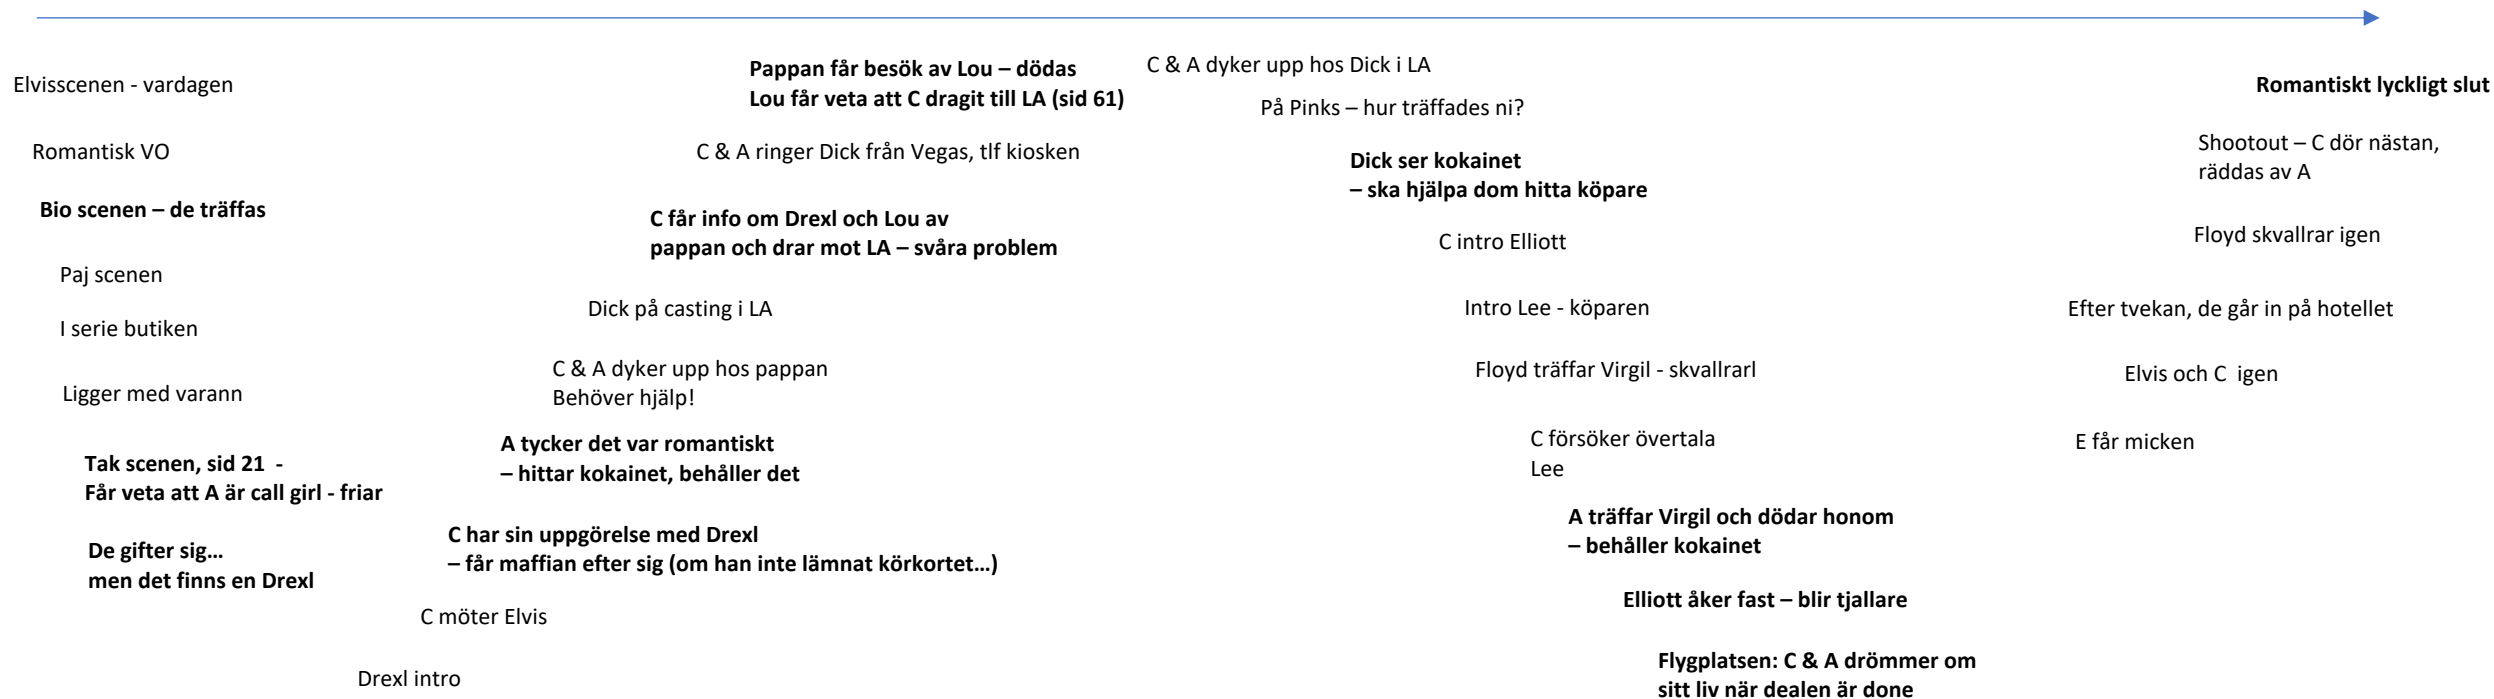 Elvisscenen - vardagen
Romantisk VO
Bio scenen – de träffas
Paj scenen
I serie butiken
Ligger med varann
Tak scenen, sid 21  -
Får veta att A är call girl - friar
De gifter sig…
men det finns en Drexl
Drexl intro
C möter Elvis
C har sin uppgörelse med Drexl
– får maffian efter sig (om han inte lämnat körkortet…)
A tycker det var romantiskt
– hittar kokainet, behåller det
C & A dyker upp hos pappan
Behöver hjälp!
Dick på casting i LA
C får info om Drexl och Lou av
pappan och drar mot LA – svåra problem
C & A ringer Dick från Vegas, tlf kiosken
Pappan får besök av Lou – dödas
Lou får veta att C dragit till LA (sid 61)
C & A dyker upp hos Dick i LA
På Pinks – hur träffades ni?
Dick ser kokainet
– ska hjälpa dom hitta köpare
C intro Elliott
Intro Lee - köparen
Floyd träffar Virgil - skvallrarl
C försöker övertala
Lee
A träffar Virgil och dödar honom
– behåller kokainet
Elliott åker fast – blir tjallare
Flygplatsen: C & A drömmer om
sitt liv när dealen är done
E får micken
Elvis och C  igen
Efter tvekan, de går in på hotellet
Floyd skvallrar igen
Shootout – C dör nästan,
räddas av A
Romantiskt lyckligt slut